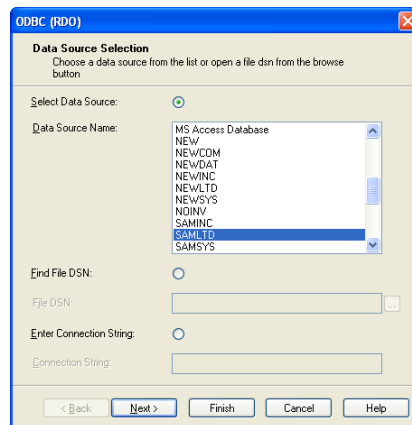 ODBC (RDO)
Data Source Selection
Choose a data source from the list or open a file dsn from the browse
button
Select Data Source:
Data Source Name:
MS Access Database
NEW
NEWCOM
NEWDAT
NEWINC
NEWLTD
NEWSYS
NOINV
SAMINC
SAMLTD
SAMSYS
Find File DSN:
File DSN:
...
Enter Connection String:
Connection String:
< Back Next > Finish Cancel Help